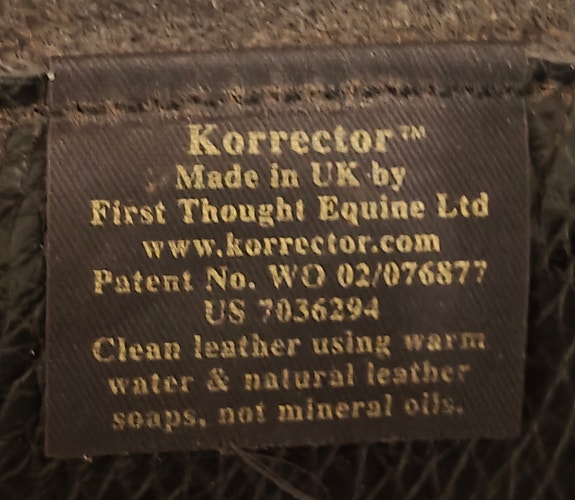 Korrector™
Made in UK by
First Thought Equine Ltd
www.korrector.com
Patent No. WO 02/076877
US 7036294
Clean leather using warm
water & natural leather
soaps, not mineral oils.